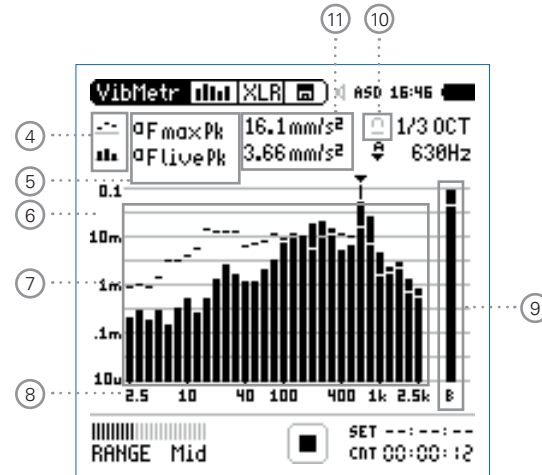 11 10
VibMetr XLR ASD 16:46
4 aFmaxPk 16.1mm/s² 1/3 OCT
aFlivePk 3.66mm/s² 630Hz
5
0.1
6
10m
7
1m
9
.1m
10u
8 2.5 10 40 100 400 1k 2.5k B
SET --:--:--
RANGE Mid CNT 00:00:12